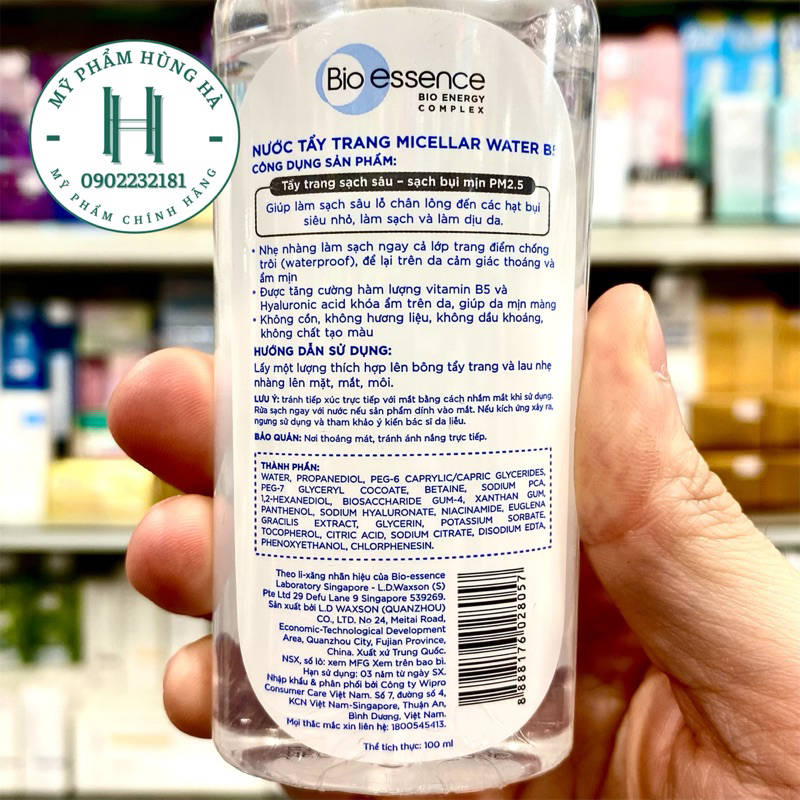 MỸ PHẨM HÙNG HÀ
H
0902232181
MỸ PHẨM CHÍNH HÃNG
Bio essence
BIO ENERGY
COMPLEX
NƯỚC TẨY TRANG MICELLAR WATER B5
CÔNG DỤNG SẢN PHẨM:
Tẩy trang sạch sâu – sạch bụi mịn PM2.5
Giúp làm sạch sâu lỗ chân lông đến các hạt bụi
siêu nhỏ, làm sạch và làm dịu da.
• Nhẹ nhàng làm sạch ngay cả lớp trang điểm chống
trôi (waterproof), để lại trên da cảm giác thoáng và
ẩm mịn
• Được tăng cường hàm lượng vitamin B5 và
Hyaluronic acid khóa ẩm trên da, giúp da mịn màng
• Không cồn, không hương liệu, không dầu khoáng,
không chất tạo màu
HƯỚNG DẪN SỬ DỤNG:
Lấy một lượng thích hợp lên bông tẩy trang và lau nhẹ
nhàng lên mặt, mắt, môi.
LƯU Ý: tránh tiếp xúc trực tiếp với mắt bằng cách nhắm mắt khi sử dụng.
Rửa sạch ngay với nước nếu sản phẩm dính vào mắt. Nếu kích ứng xảy ra,
ngưng sử dụng và tham khảo ý kiến bác sĩ da liễu.
BẢO QUẢN: Nơi thoáng mát, tránh ánh nắng trực tiếp.
THÀNH PHẦN:
WATER, PROPANEDIOL, PEG-6 CAPRYLIC/CAPRIC GLYCERIDES,
PEG-7 GLYCERYL COCOATE, BETAINE, SODIUM PCA,
1,2-HEXANEDIOL, BIOSACCHARIDE GUM-4, XANTHAN GUM,
PANTHENOL, SODIUM HYALURONATE, NIACINAMIDE, EUGLENA
GRACILIS EXTRACT, GLYCERIN, POTASSIUM SORBATE,
TOCOPHEROL, CITRIC ACID, SODIUM CITRATE, DISODIUM EDTA,
PHENOXYETHANOL, CHLORPHENESIN.
Theo li-xăng nhãn hiệu của Bio-essence
Laboratory Singapore - L.D.Waxson (S)
Pte Ltd 29 Defu Lane 9 Singapore 539269.
Sản xuất bởi L.D WAXSON (QUANZHOU)
CO., LTD. No 24, Meitai Road,
Economic-Technological Development
Area, Quanzhou City, Fujian Province,
China. Xuất xứ Trung Quốc.
NSX, số lô: xem MFG Xem trên bao bì.
Hạn sử dụng: 03 năm từ ngày SX.
Nhập khẩu & phân phối bởi Công ty Wipro
Consumer Care Việt Nam. Số 7, đường số 4,
KCN Việt Nam-Singapore, Thuận An,
Bình Dương, Việt Nam.
Mọi thắc mắc xin liên hệ: 1800545413.
Thể tích thực: 100 ml
8 888176 028057